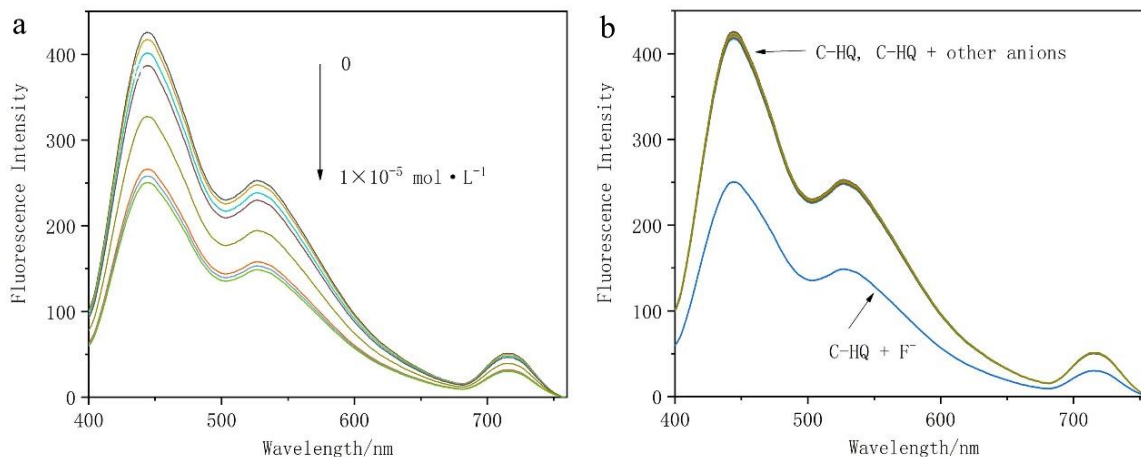 a
400
300
200
100
0
400
500
600
700
Fluorescence Intensity
Wavelength/nm
0
1×10⁻⁵ mol·L⁻¹
b
400
300
200
100
0
400
500
600
700
Fluorescence Intensity
Wavelength/nm
C-HQ, C-HQ + other anions
C-HQ + F⁻